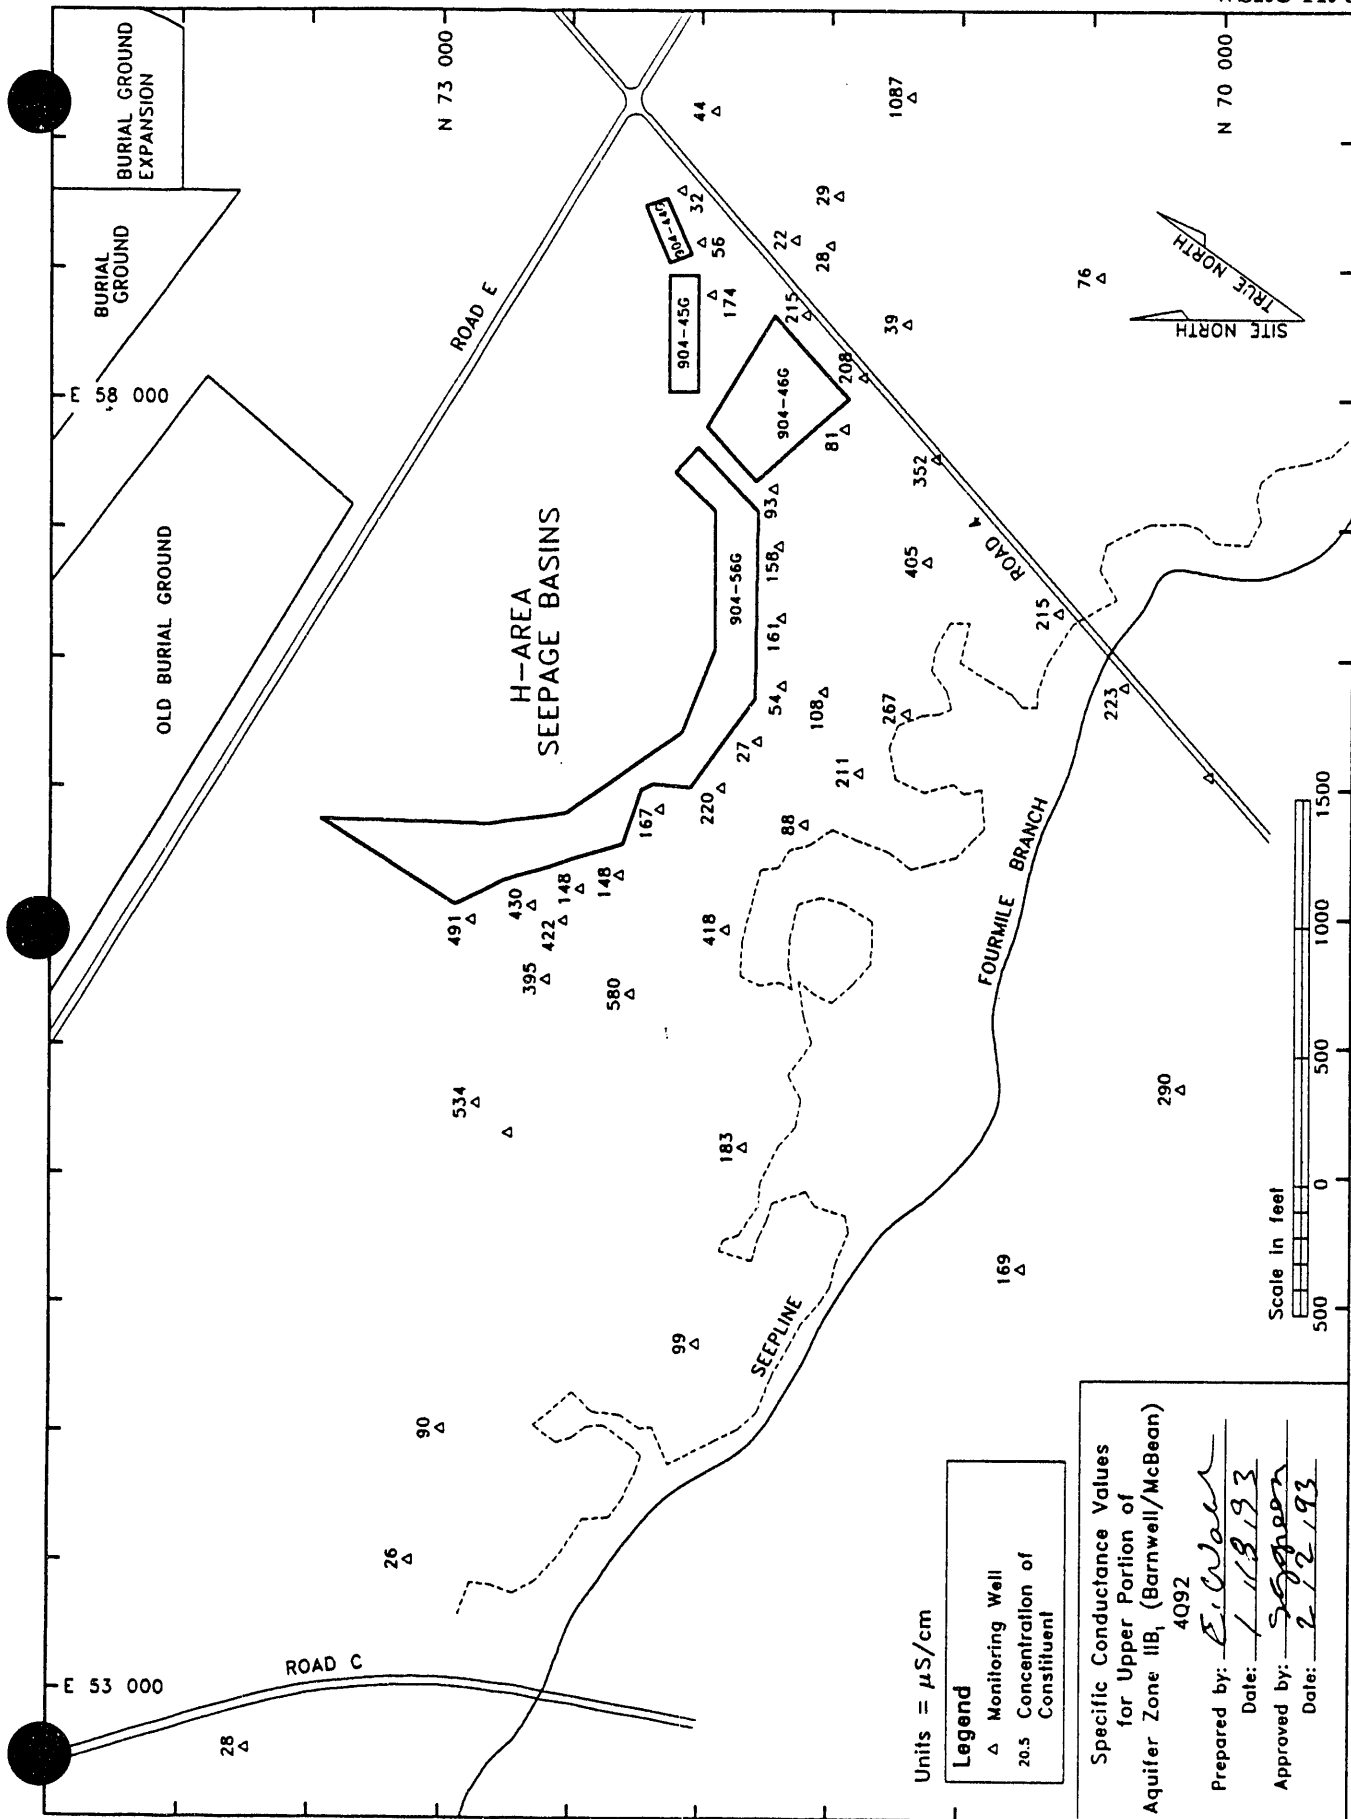 BURIAL GROUND
EXPANSION
BURIAL
GROUND
E 58 000
OLD BURIAL GROUND
N 73 000
N 70 000
ROAD E
H-AREA
SEEPAGE BASINS
904-44G
904-45G
904-46G
904-56G
44
1087
32
29
56
22
28
174
215
76
39
208
81
352
93
405
158
161
215
54
108
267
223
27
211
220
88
167
148
148
430
422
491
418
395
580
534
183
290
169
99
90
26
28
ROAD 4
FOURMILE BRANCH
SEEPLINE
ROAD C
E 53 000
SITE NORTH
TRUE NORTH
Scale in feet
500 0 500 1000 1500
Units = µS/cm
Legend
△ Monitoring Well
20.5 Concentration of
Constituent
Specific Conductance Values
for Upper Portion of
Aquifer Zone IIB₁ (Barnwell/McBean)
4Q92
Prepared by:
Date: 1/18/93
Approved by:
Date: 2/12/93